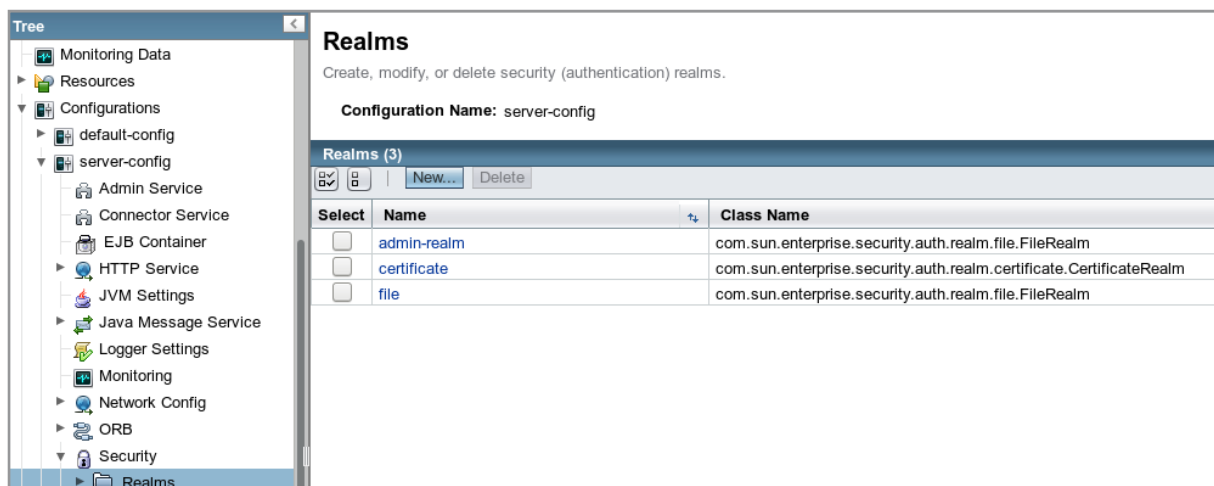 Tree
Monitoring Data
Resources
Configurations
default-config
server-config
Admin Service
Connector Service
EJB Container
HTTP Service
JVM Settings
Java Message Service
Logger Settings
Monitoring
Network Config
ORB
Security
Realms
Realms
Create, modify, or delete security (authentication) realms.
Configuration Name: server-config
Realms (3)
New... Delete
Select Name Class Name
admin-realm com.sun.enterprise.security.auth.realm.file.FileRealm
certificate com.sun.enterprise.security.auth.realm.certificate.CertificateRealm
file com.sun.enterprise.security.auth.realm.file.FileRealm